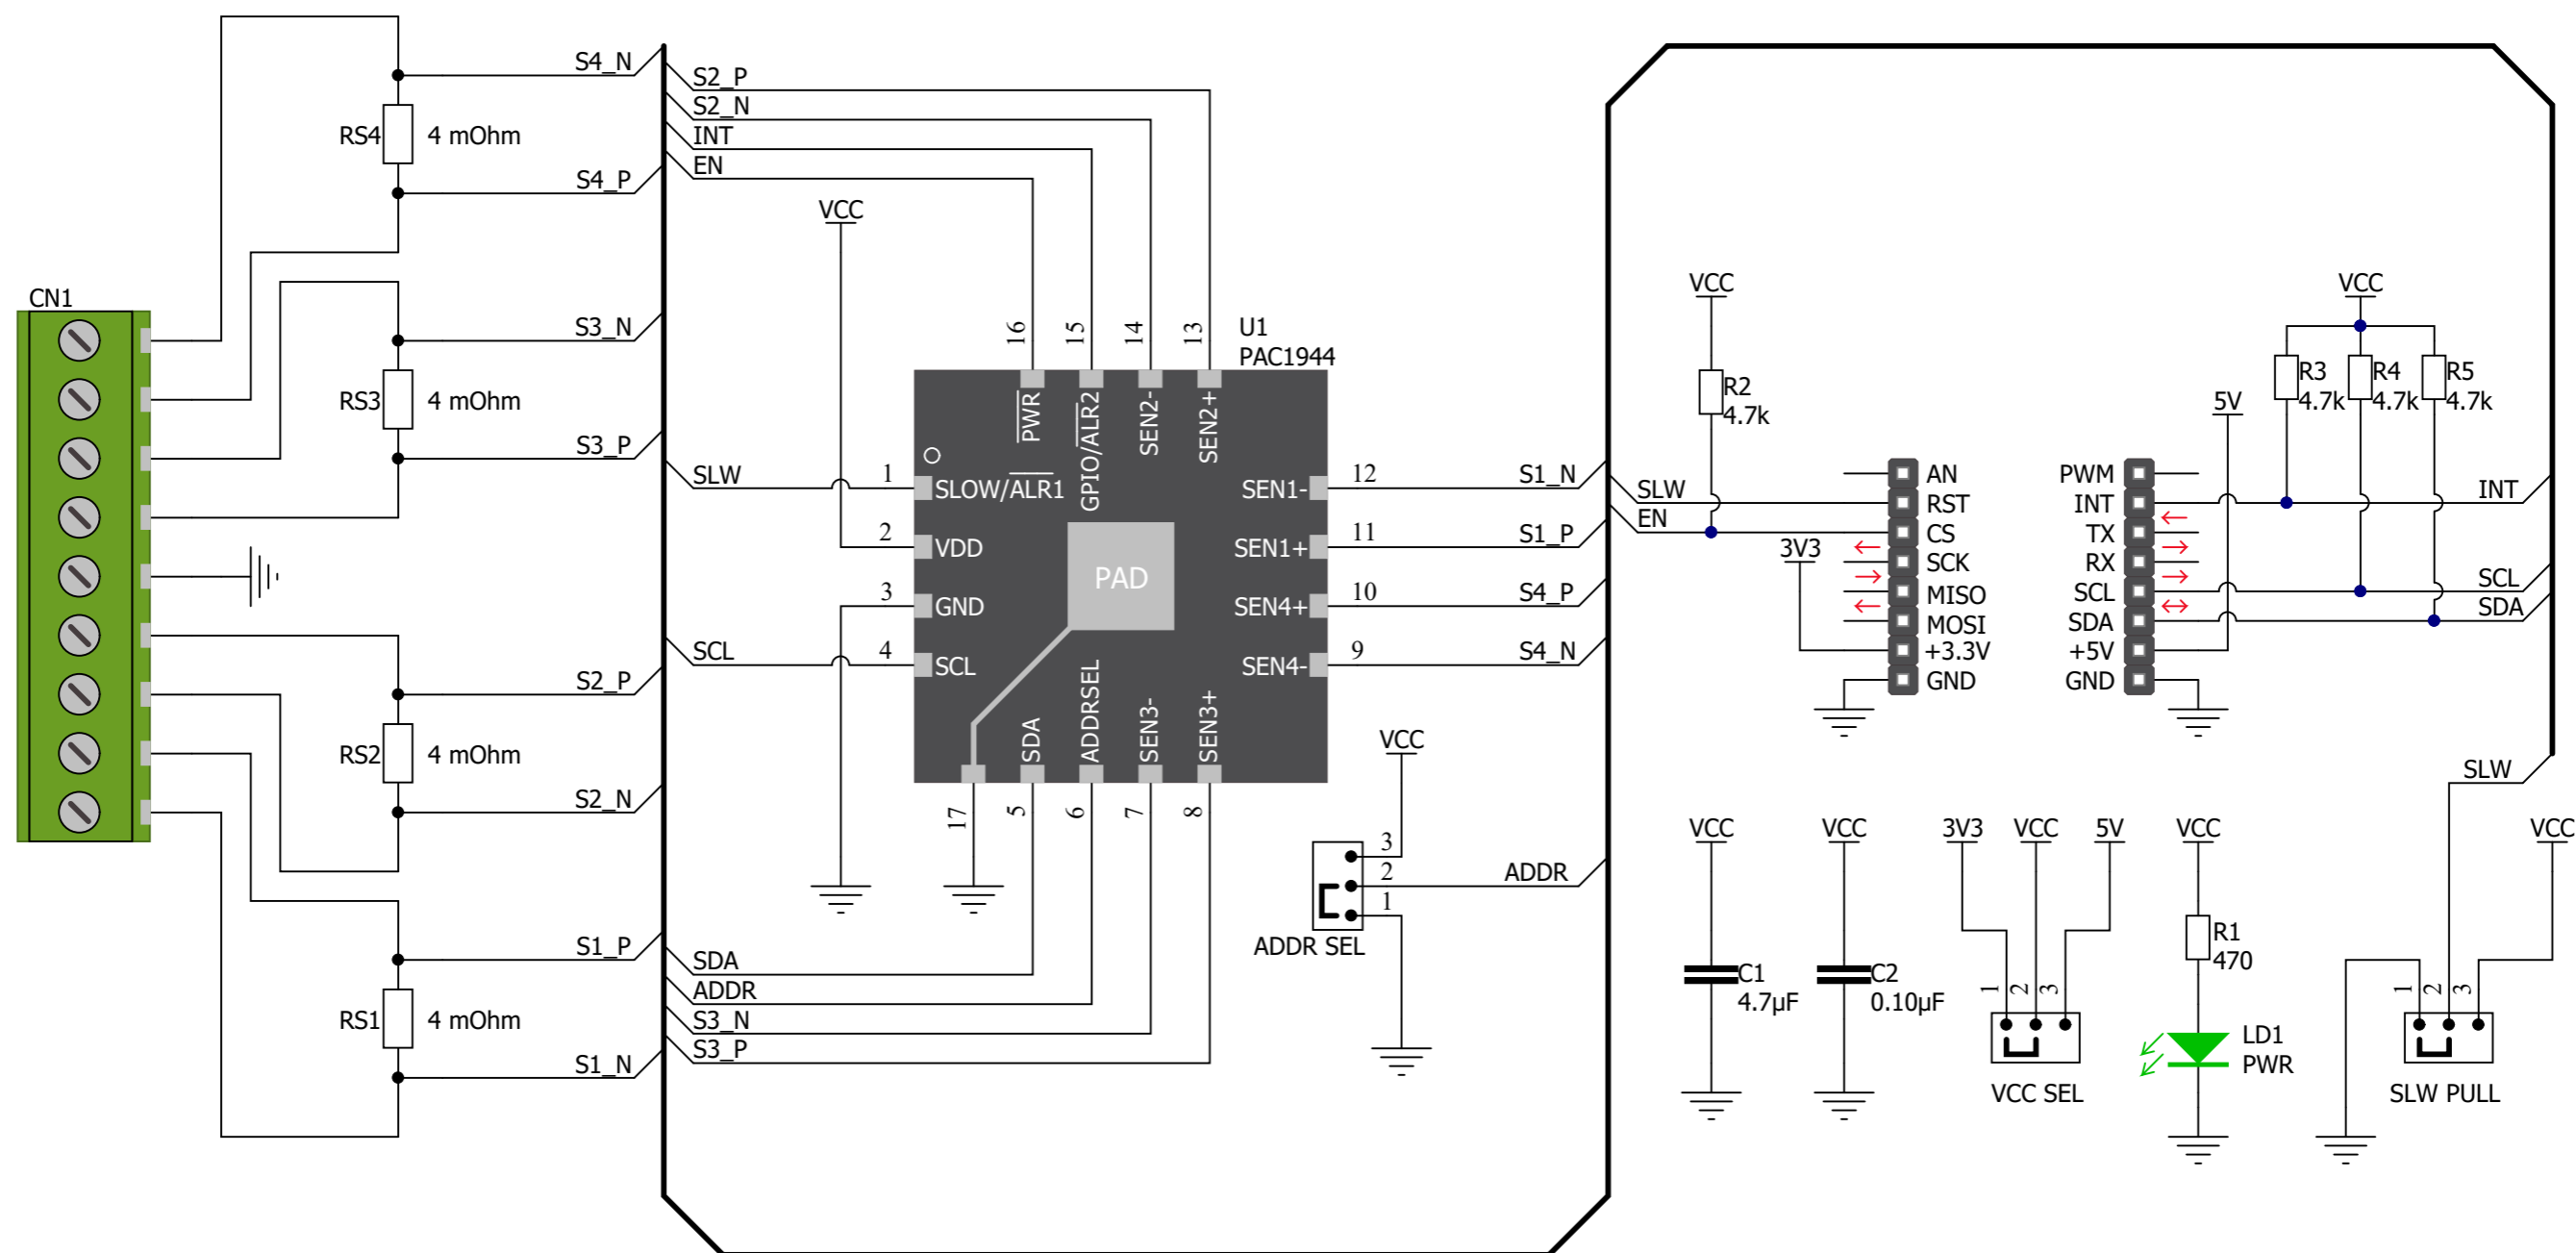 CN1
RS4 4 mOhm
S4_N
S4_P
RS3 4 mOhm
S3_N
S3_P
RS2 4 mOhm
S2_P
S2_N
RS1 4 mOhm
S1_P
S1_N
S2_P
S2_N
INT
EN
VCC
SLW
SCL
SDA
ADDR
S3_N
S3_P
U1
PAC1944
16
15
14
13
PWR
GPIO/ALR2
SEN2-
SEN2+
1 SLOW/ALR1
2 VDD
3 GND
4 SCL
PAD
SEN1- 12 S1_N
SEN1+ 11 S1_P
SEN4+ 10 S4_P
SEN4- 9 S4_N
SDA
ADDRSEL
SEN3-
SEN3+
17
5
6
7
8
VCC
3
2
1
ADDR
ADDR SEL
VCC
R2
4.7k
SLW
EN
3V3
AN
RST
CS
SCK
MISO
MOSI
+3.3V
GND
PWM
INT
TX
RX
SCL
SDA
+5V
GND
5V
VCC
R3
4.7k
R4
4.7k
R5
4.7k
INT
SCL
SDA
SLW
VCC
C1
4.7µF
VCC
C2
0.10µF
3V3 VCC 5V
1
2
3
VCC SEL
VCC
R1
470
LD1
PWR
VCC
1
2
3
SLW PULL